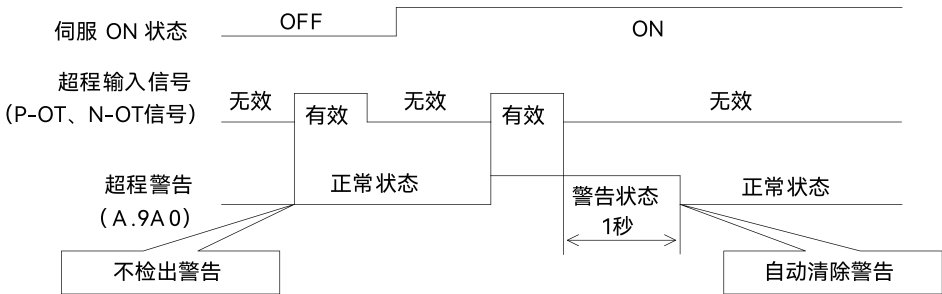 伺服 ON 状态
OFF
ON
超程输入信号
(P-OT、N-OT信号)
无效
有效
无效
有效
无效
超程警告
(A.9A0)
正常状态
警告状态
1秒
正常状态
不检出警告
自动清除警告